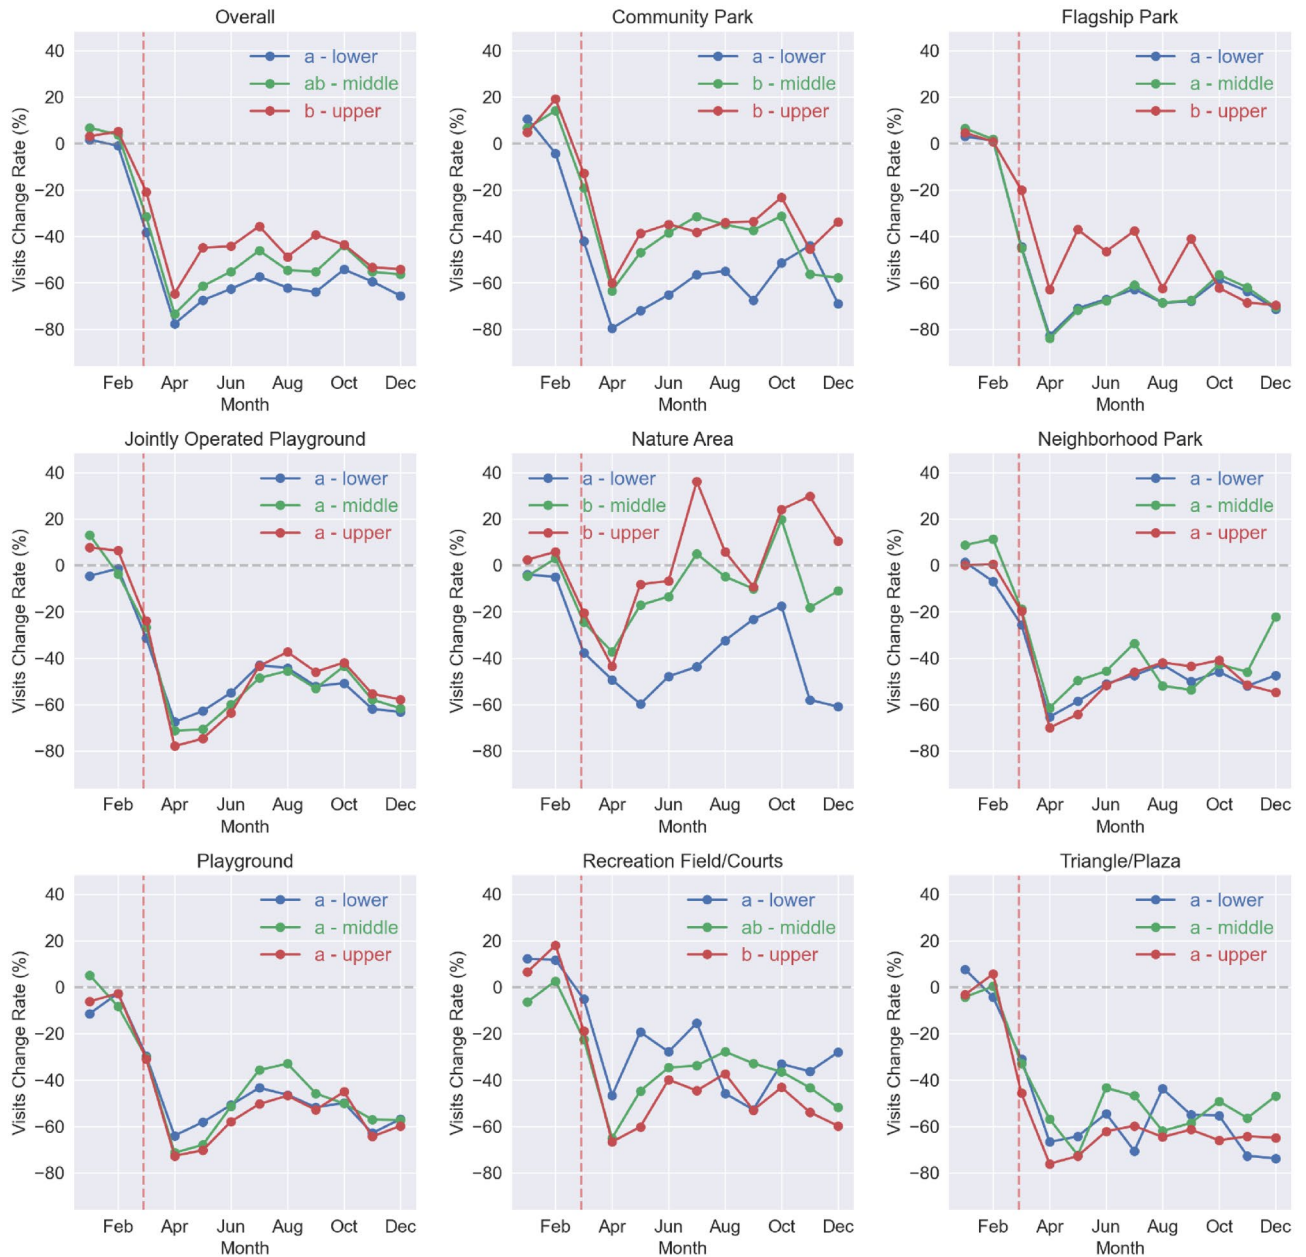 Overall
Visits Change Rate (%)
40
20
0
−20
−40
−60
−80
a - lower
ab - middle
b - upper
Feb Apr Jun Aug Oct Dec
Month
Community Park
Visits Change Rate (%)
40
20
0
−20
−40
−60
−80
a - lower
b - middle
b - upper
Feb Apr Jun Aug Oct Dec
Month
Flagship Park
Visits Change Rate (%)
40
20
0
−20
−40
−60
−80
a - lower
a - middle
b - upper
Feb Apr Jun Aug Oct Dec
Month
Jointly Operated Playground
Visits Change Rate (%)
40
20
0
−20
−40
−60
−80
a - lower
a - middle
a - upper
Feb Apr Jun Aug Oct Dec
Month
Nature Area
Visits Change Rate (%)
40
20
0
−20
−40
−60
−80
a - lower
b - middle
b - upper
Feb Apr Jun Aug Oct Dec
Month
Neighborhood Park
Visits Change Rate (%)
40
20
0
−20
−40
−60
−80
a - lower
a - middle
a - upper
Feb Apr Jun Aug Oct Dec
Month
Playground
Visits Change Rate (%)
40
20
0
−20
−40
−60
−80
a - lower
a - middle
a - upper
Feb Apr Jun Aug Oct Dec
Month
Recreation Field/Courts
Visits Change Rate (%)
40
20
0
−20
−40
−60
−80
a - lower
ab - middle
b - upper
Feb Apr Jun Aug Oct Dec
Month
Triangle/Plaza
Visits Change Rate (%)
40
20
0
−20
−40
−60
−80
a - lower
a - middle
a - upper
Feb Apr Jun Aug Oct Dec
Month